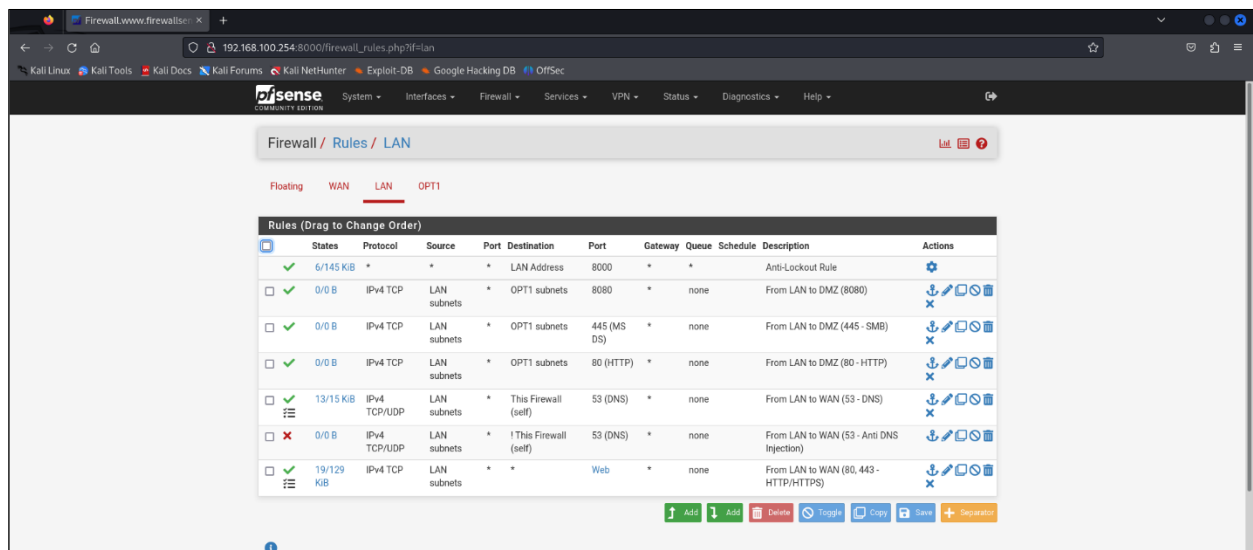 Firewall.www.firewallsen
192.168.100.254:8000/firewall_rules.php?if=lan
Kali Linux Kali Tools Kali Docs Kali Forums Kali NetHunter Exploit-DB Google Hacking DB OffSec
pfsense System Interfaces Firewall Services VPN Status Diagnostics Help
COMMUNITY EDITION
Firewall / Rules / LAN
Floating WAN LAN OPT1
Rules (Drag to Change Order)
States Protocol Source Port Destination Port Gateway Queue Schedule Description Actions
6/145 KiB * * * LAN Address 8000 * * Anti-Lockout Rule
0/0 B IPv4 TCP LAN * OPT1 subnets 8080 * none From LAN to DMZ (8080)
subnets
0/0 B IPv4 TCP LAN * OPT1 subnets 445 (MS * none From LAN to DMZ (445 - SMB)
subnets DS)
0/0 B IPv4 TCP LAN * OPT1 subnets 80 (HTTP) * none From LAN to DMZ (80 - HTTP)
subnets
13/15 KiB IPv4 LAN * This Firewall 53 (DNS) * none From LAN to WAN (53 - DNS)
TCP/UDP subnets (self)
0/0 B IPv4 LAN * ! This Firewall 53 (DNS) * none From LAN to WAN (53 - Anti DNS
TCP/UDP subnets (self) Injection)
19/129 IPv4 TCP LAN * * Web * none From LAN to WAN (80, 443 -
KiB subnets HTTP/HTTPS)
Add Add Delete Toggle Copy Save Separator